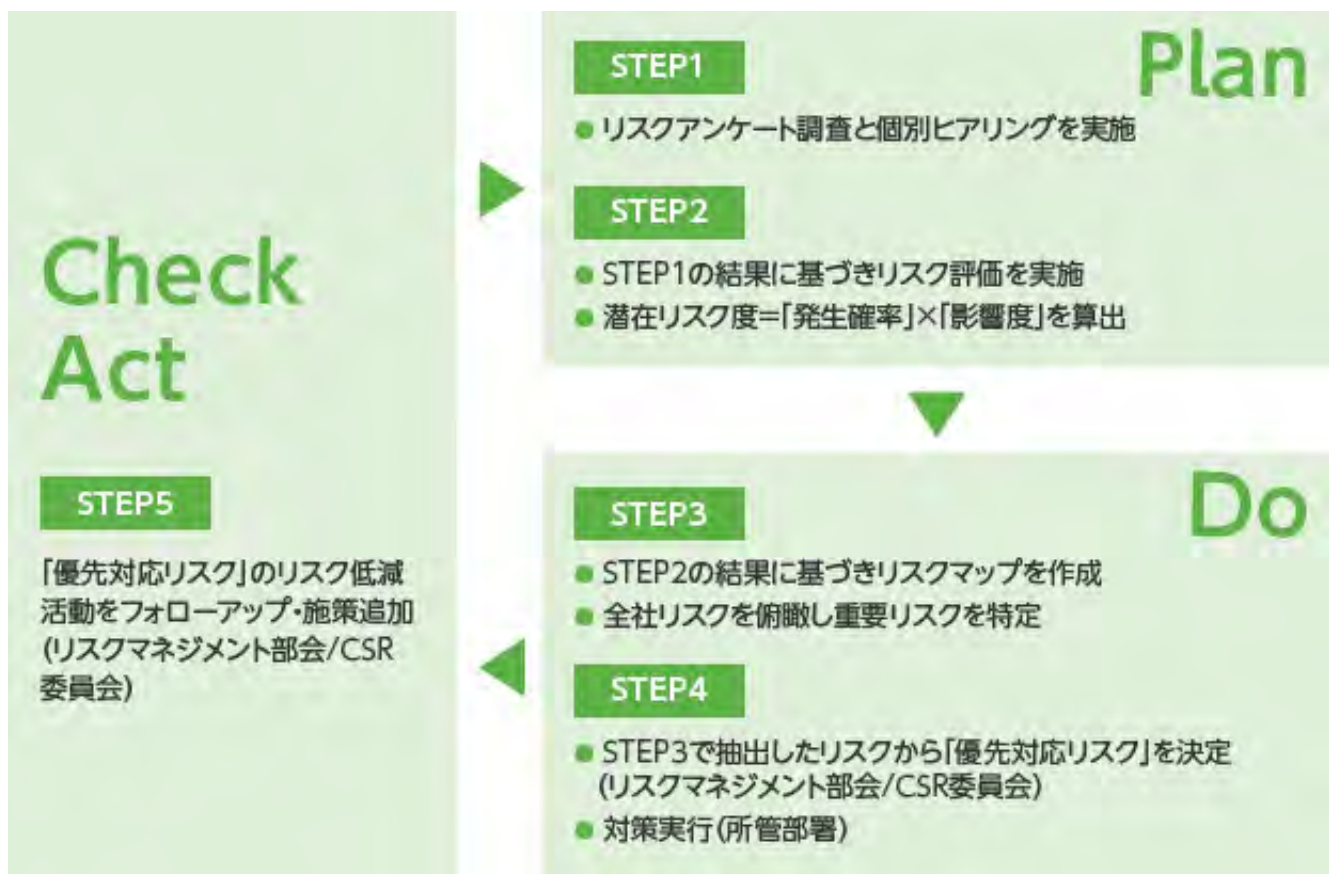 Plan
STEP1
● リスクアンケート調査と個別ヒアリングを実施
STEP2
● STEP1の結果に基づきリスク評価を実施
● 潜在リスク度=「発生確率」×「影響度」を算出
Do
STEP3
● STEP2の結果に基づきリスクマップを作成
● 全社リスクを俯瞰し重要リスクを特定
STEP4
● STEP3で抽出したリスクから「優先対応リスク」を決定
(リスクマネジメント部会/CSR委員会)
● 対策実行(所管部署)
Check
Act
STEP5
「優先対応リスク」のリスク低減
活動をフォローアップ・施策追加
(リスクマネジメント部会/CSR
委員会)